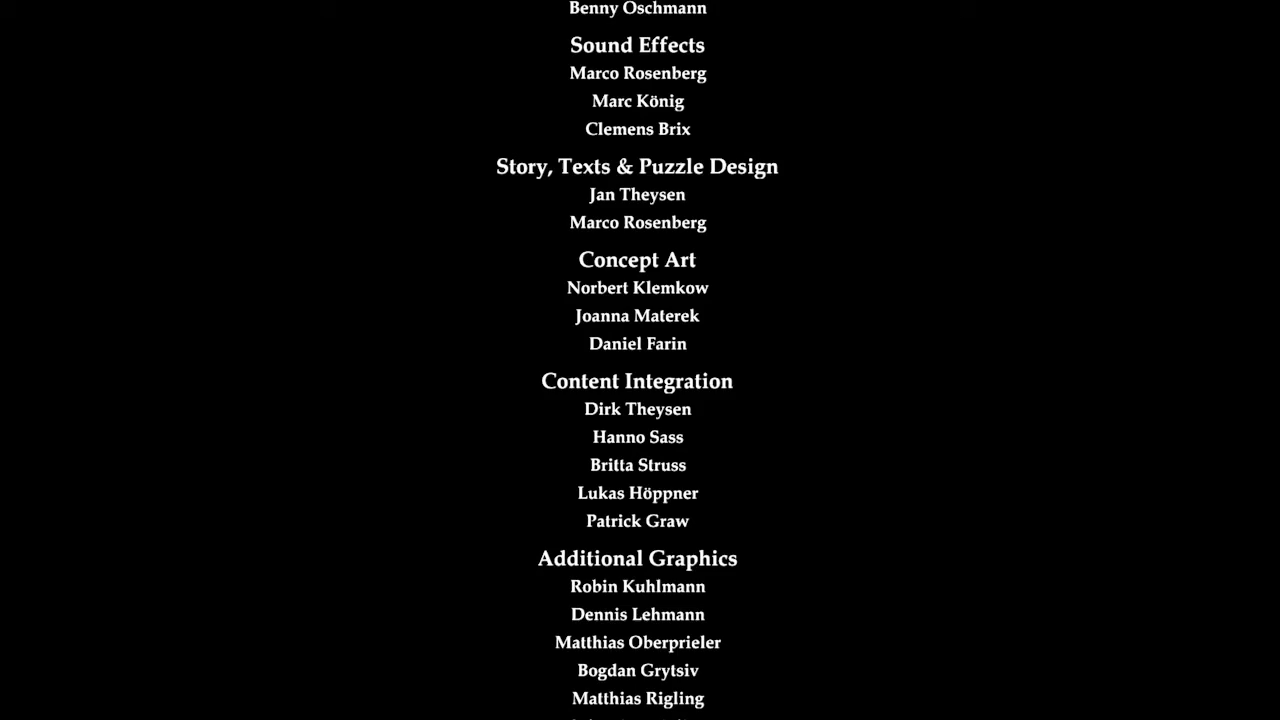 Benny Oschmann
Sound Effects
Marco Rosenberg
Marc König
Clemens Brix
Story, Texts & Puzzle Design
Jan Theysen
Marco Rosenberg
Concept Art
Norbert Klemkow
Joanna Materek
Daniel Farin
Content Integration
Dirk Theysen
Hanno Sass
Britta Struss
Lukas Höppner
Patrick Graw
Additional Graphics
Robin Kuhlmann
Dennis Lehmann
Matthias Oberprieler
Bogdan Grytsiv
Matthias Rigling